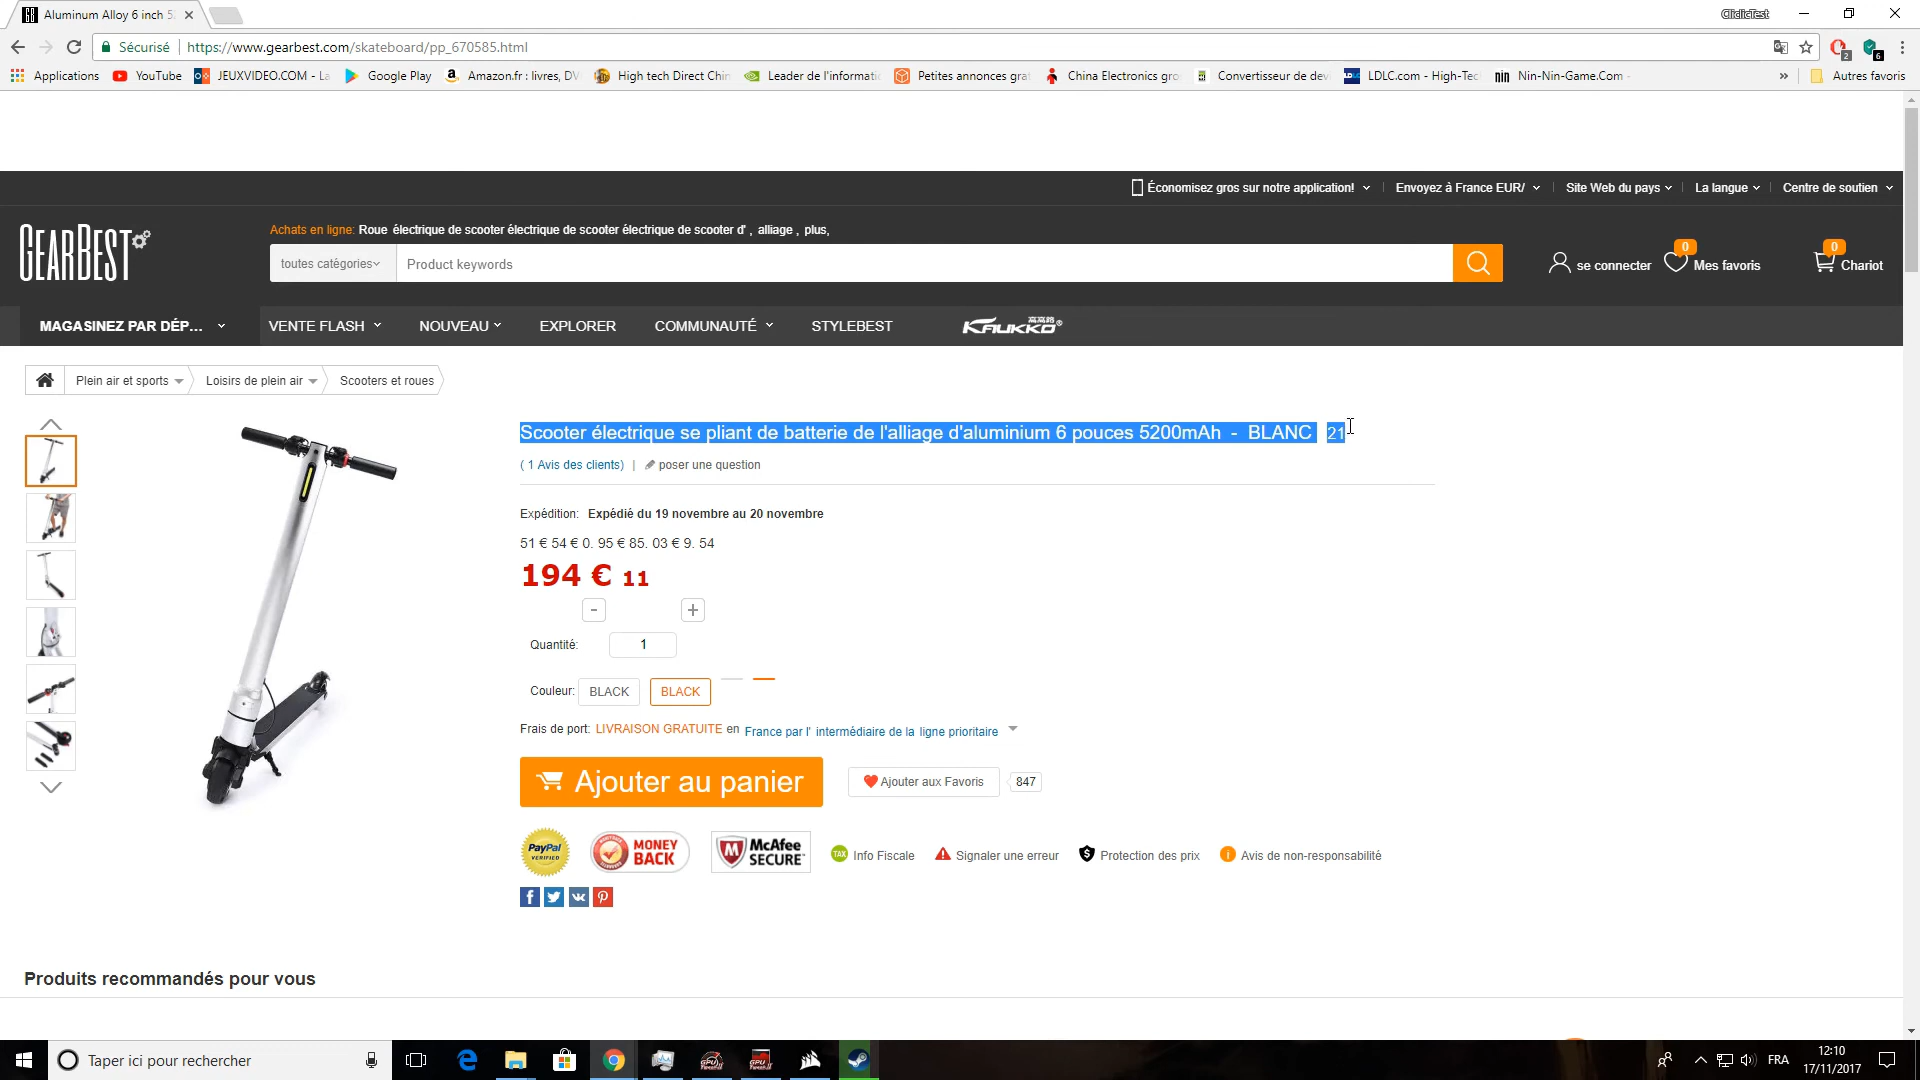 Aluminum Alloy 6 inch 5
ClidicTest
Sécurisé
https://www.gearbest.com/skateboard/pp_670585.html
2
6
Applications
YouTube
JEUXVIDEO.COM - La
Google Play
Amazon.fr : livres, DV
High tech Direct Chin
Leader de l'informatic
Petites annonces grat
China Electronics gro
Convertisseur de dev
LDLC.com - High-Tec
nin
Nin-Nin-Game.Com -
»
Autres favoris
Économisez gros sur notre application!
Envoyez à France EUR/
Site Web du pays
La langue
Centre de soutien
GEARBEST
Achats en ligne: Roue électrique de scooter électrique de scooter électrique de scooter d' , alliage , plus,
toutes catégories
Product keywords
se connecter
0
Mes favoris
0
Chariot
MAGASINEZ PAR DÉP...
VENTE FLASH
NOUVEAU
EXPLORER
COMMUNAUTÉ
STYLEBEST
KAUKKO®
Plein air et sports
Loisirs de plein air
Scooters et roues
Scooter électrique se pliant de batterie de l'alliage d'aluminium 6 pouces 5200mAh - BLANC 21
( 1 Avis des clients) | poser une question
Expédition: Expédié du 19 novembre au 20 novembre
51 € 54 € 0. 95 € 85. 03 € 9. 54
194 € 11
- +
Quantité: 1
Couleur: BLACK BLACK
Frais de port: LIVRAISON GRATUITE en France par l' intermédiaire de la ligne prioritaire
Ajouter au panier
Ajouter aux Favoris
847
PayPal
VERIFIED
MONEY
BACK
McAfee
SECURE
TAX
Info Fiscale
Signaler une erreur
Protection des prix
Avis de non-responsabilité
Produits recommandés pour vous
Taper ici pour rechercher
FRA
12:10
17/11/2017